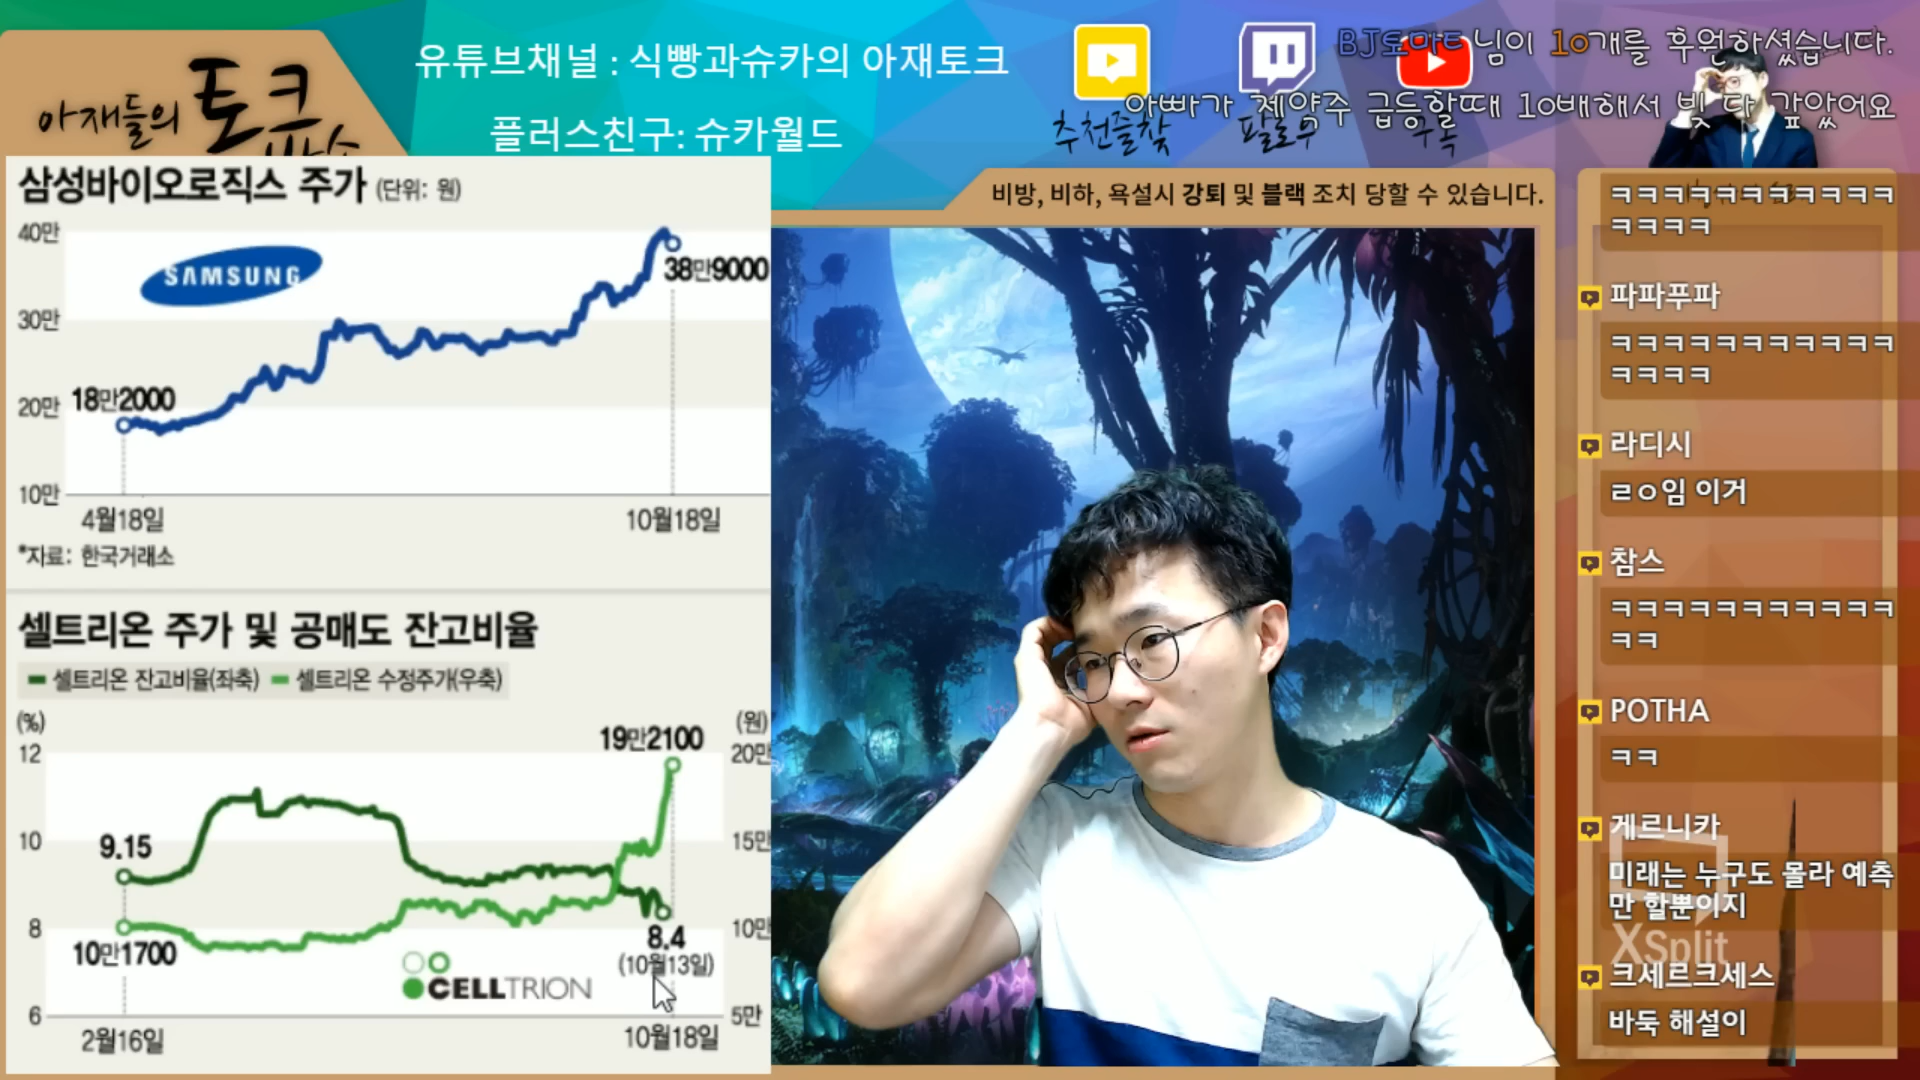 아재들의 토크
유튜브채널 : 식빵과슈카의 아재토크
플러스친구: 슈카월드
추천즐찾
팔로우
구독
BJ토마토님이 10개를 후원하셨습니다.
아빠가 제약주 급등할때 10배해서 빚 다 갚았어요
비방, 비하, 욕설시 강퇴 및 블랙 조치 당할 수 있습니다.
삼성바이오로직스 주가 (단위: 원)
40만
SAMSUNG
38만9000
30만
18만2000
20만
10만
4월18일
10월18일
*자료: 한국거래소
셀트리온 주가 및 공매도 잔고비율
셀트리온 잔고비율(좌축) 셀트리온 수정주가(우축)
(%)
(원)
19만2100
12
20만
10
15만
9.15
8
10만
10만1700
8.4
(10월13일)
CELLTRION
6
5만
2월16일
10월18일
ㅋㅋㅋㅋㅋㅋㅋㅋㅋㅋㅋ
ㅋㅋㅋㅋ
파파푸파
ㅋㅋㅋㅋㅋㅋㅋㅋㅋㅋㅋ
ㅋㅋㅋㅋ
라디시
ㄹㅇ임 이거
참스
ㅋㅋㅋㅋㅋㅋㅋㅋㅋㅋㅋ
ㅋㅋ
POTHA
ㅋㅋ
게르니카
미래는 누구도 몰라 예측
만 할뿐이지
XSplit
크세르크세스
바둑 해설이